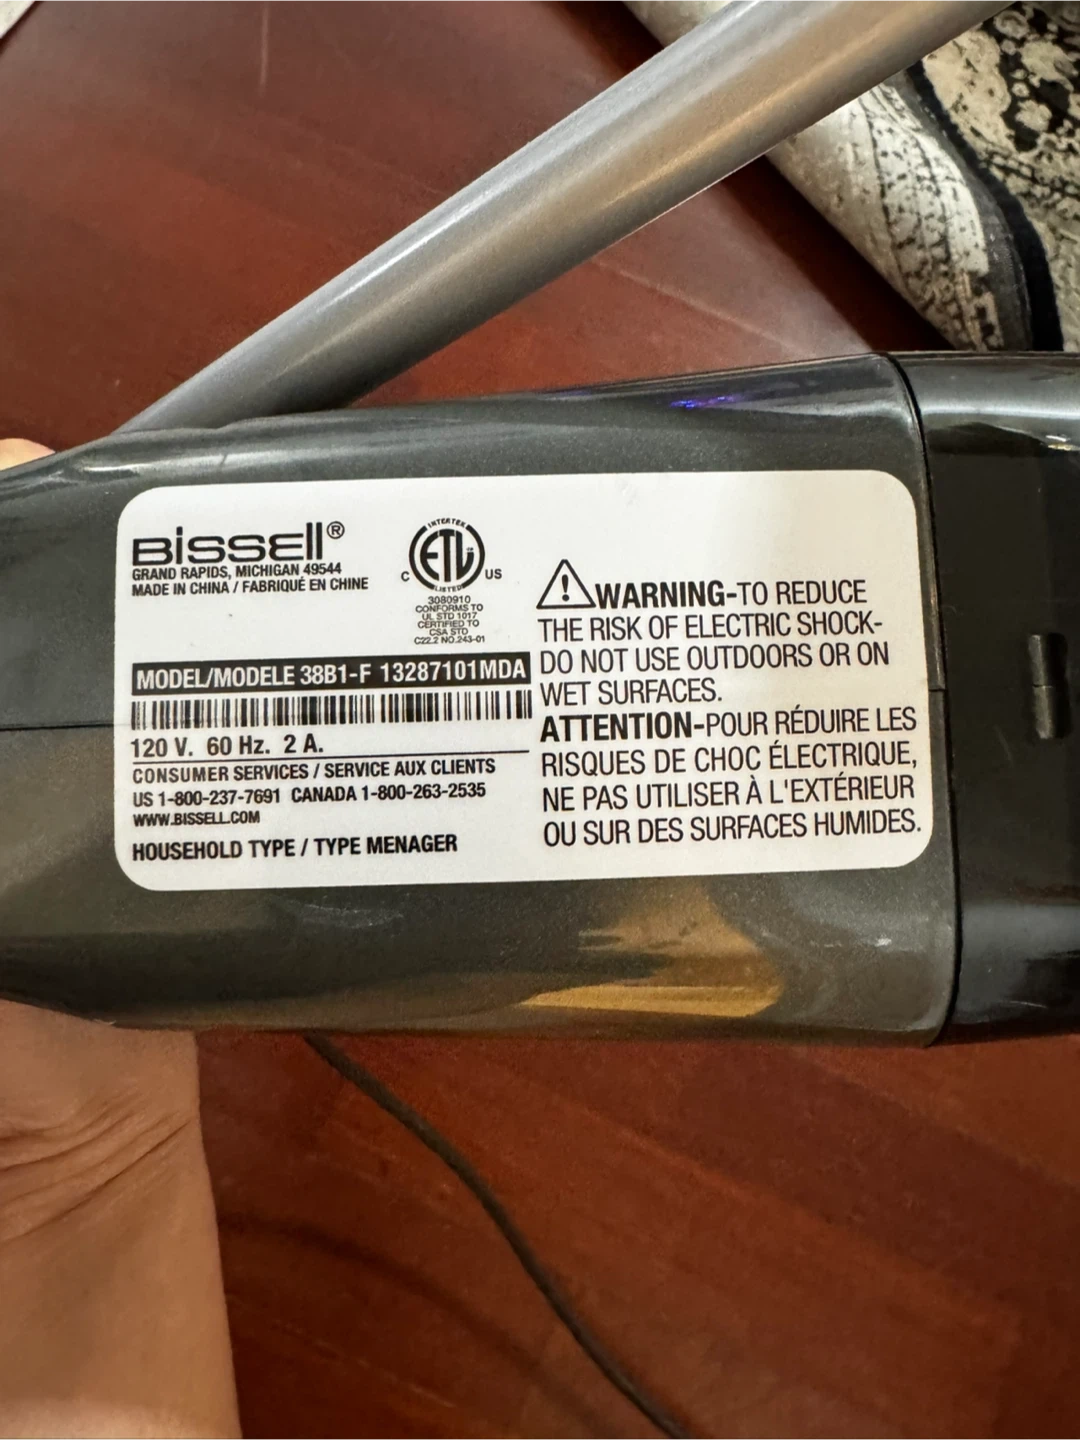 BISSELL®
GRAND RAPIDS, MICHIGAN 49544
MADE IN CHINA / FABRIQUÉ EN CHINE
INTERTEK
ETL
C US
LISTED
3080910
CONFORMS TO
UL STD 1017
CERTIFIED TO
CSA STD
C22.2 NO.243-01
MODEL/MODELE 38B1-F 13287101MDA
120 V. 60 Hz. 2 A.
CONSUMER SERVICES / SERVICE AUX CLIENTS
US 1-800-237-7691 CANADA 1-800-263-2535
WWW.BISSELL.COM
HOUSEHOLD TYPE / TYPE MENAGER
WARNING-TO REDUCE
THE RISK OF ELECTRIC SHOCK-
DO NOT USE OUTDOORS OR ON
WET SURFACES.
ATTENTION-POUR RÉDUIRE LES
RISQUES DE CHOC ÉLECTRIQUE,
NE PAS UTILISER À L'EXTÉRIEUR
OU SUR DES SURFACES HUMIDES.